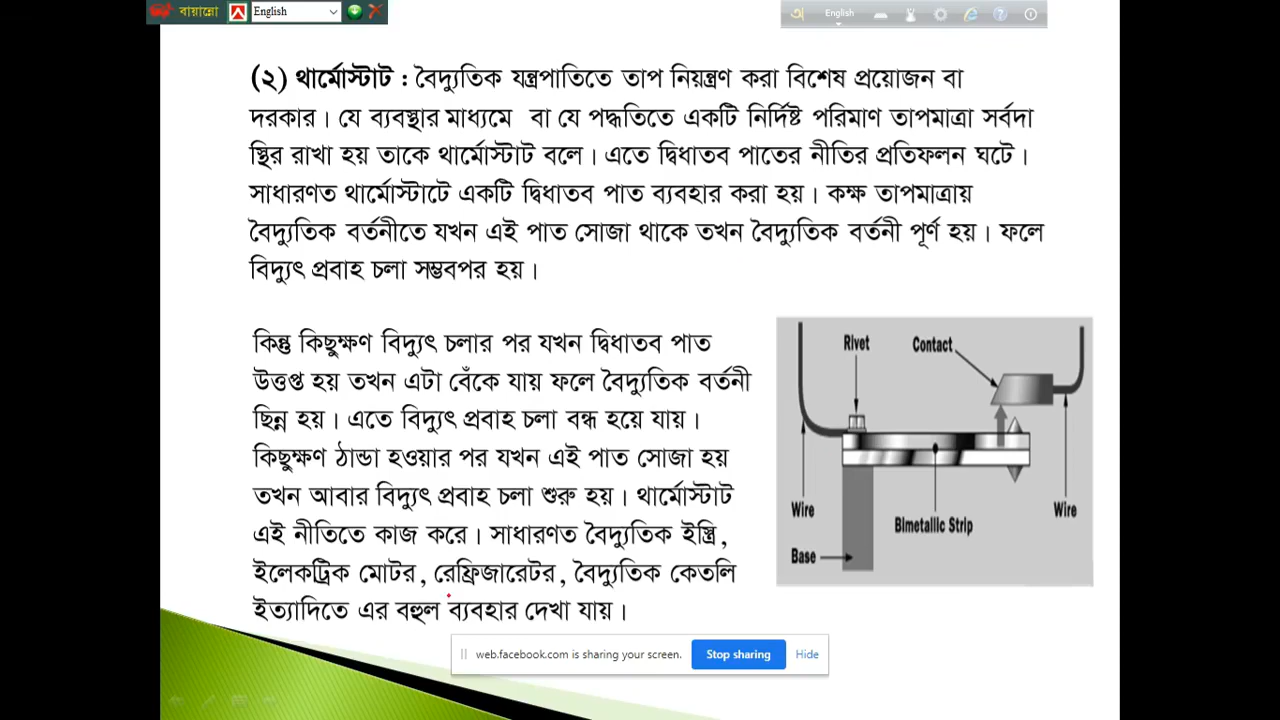 বায়ান্নো
English
English
(২) থার্মোস্টাট : বৈদ্যুতিক যন্ত্রপাতিতে তাপ নিয়ন্ত্রণ করা বিশেষ প্রয়োজন বা
দরকার। যে ব্যবস্থার মাধ্যমে বা যে পদ্ধতিতে একটি নির্দিষ্ট পরিমাণ তাপমাত্রা সর্বদা
স্থির রাখা হয় তাকে থার্মোস্টাট বলে। এতে দ্বিধাতব পাতের নীতির প্রতিফলন ঘটে।
সাধারণত থার্মোস্টাটে একটি দ্বিধাতব পাত ব্যবহার করা হয়। কক্ষ তাপমাত্রায়
বৈদ্যুতিক বর্তনীতে যখন এই পাত সোজা থাকে তখন বৈদ্যুতিক বর্তনী পূর্ণ হয়। ফলে
বিদ্যুৎ প্রবাহ চলা সম্ভবপর হয়।
কিন্তু কিছুক্ষণ বিদ্যুৎ চলার পর যখন দ্বিধাতব পাত
উত্তপ্ত হয় তখন এটা বেঁকে যায় ফলে বৈদ্যুতিক বর্তনী
ছিন্ন হয়। এতে বিদ্যুৎ প্রবাহ চলা বন্ধ হয়ে যায়।
কিছুক্ষণ ঠান্ডা হওয়ার পর যখন এই পাত সোজা হয়
তখন আবার বিদ্যুৎ প্রবাহ চলা শুরু হয়। থার্মোস্টাট
এই নীতিতে কাজ করে। সাধারণত বৈদ্যুতিক ইস্ত্রি,
ইলেকট্রিক মোটর, রেফ্রিজারেটর, বৈদ্যুতিক কেতলি
ইত্যাদিতে এর বহুল ব্যবহার দেখা যায়।
Rivet
Contact
Wire
Bimetallic Strip
Wire
Base
web.facebook.com is sharing your screen.
Stop sharing
Hide